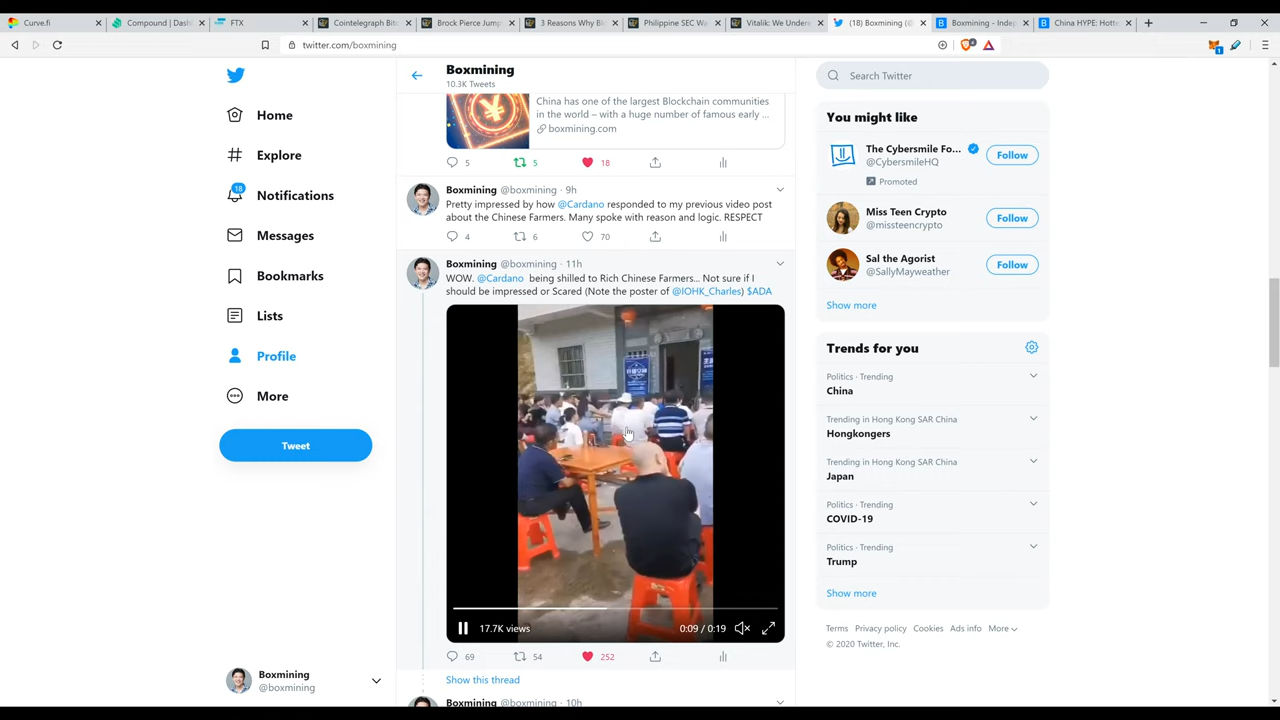 Curve.fi
Compound | Dash
FTX
Cointelegraph Bit
Brock Pierce Jump
3 Reasons Why Bi
Philippine SEC Wa
Vitalik: We Undere
(18) Boxmining (@
Boxmining - Indep
China HYPE: Hotte
twitter.com/boxmining
4
1
Home
Explore
18
Notifications
Messages
Bookmarks
Lists
Profile
More
Tweet
Boxmining
@boxmining
Boxmining
10.3K Tweets
China has one of the largest Blockchain communities
in the world – with a huge number of famous early ...
boxmining.com
5 5 18
Boxmining @boxmining · 9h
Pretty impressed by how @Cardano responded to my previous video post
about the Chinese Farmers. Many spoke with reason and logic. RESPECT
4 6 70
Boxmining @boxmining · 11h
WOW. @Cardano being shilled to Rich Chinese Farmers... Not sure if I
should be impressed or Scared (Note the poster of @IOHK_Charles) $ADA
17.7K views
0:09 / 0:19
69 54 252
Show this thread
Boxmining @boxmining · 10h
Search Twitter
You might like
The Cybersmile Fo...
@CybersmileHQ
Follow
Promoted
Miss Teen Crypto
@missteencrypto
Follow
Sal the Agorist
@SallyMayweather
Follow
Show more
Trends for you
Politics · Trending
China
Trending in Hong Kong SAR China
Hongkongers
Trending in Hong Kong SAR China
Japan
Politics · Trending
COVID-19
Politics · Trending
Trump
Show more
Terms Privacy policy Cookies Ads info More
© 2020 Twitter, Inc.